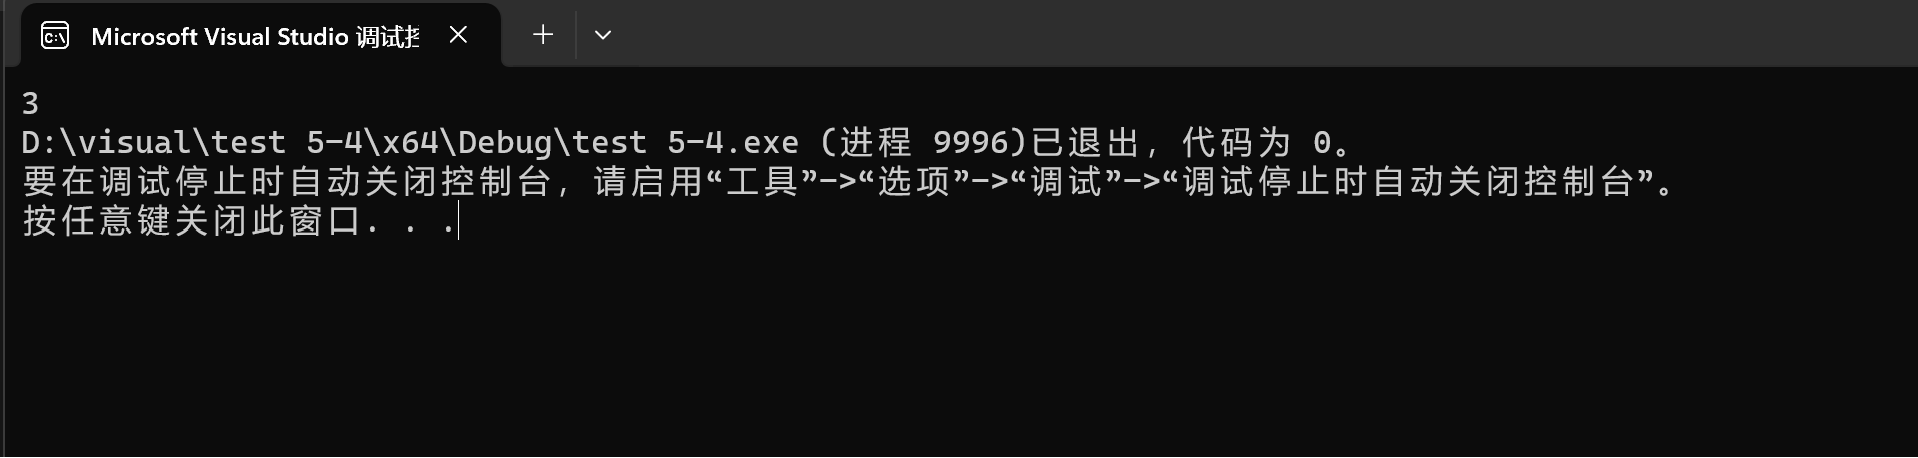 Microsoft Visual Studio 调试
3
D:\visual\test 5-4\x64\Debug\test 5-4.exe (进程 9996)已退出，代码为 0。
要在调试停止时自动关闭控制台，请启用“工具”->“选项”->“调试”->“调试停止时自动关闭控制台”。
按任意键关闭此窗口. . .